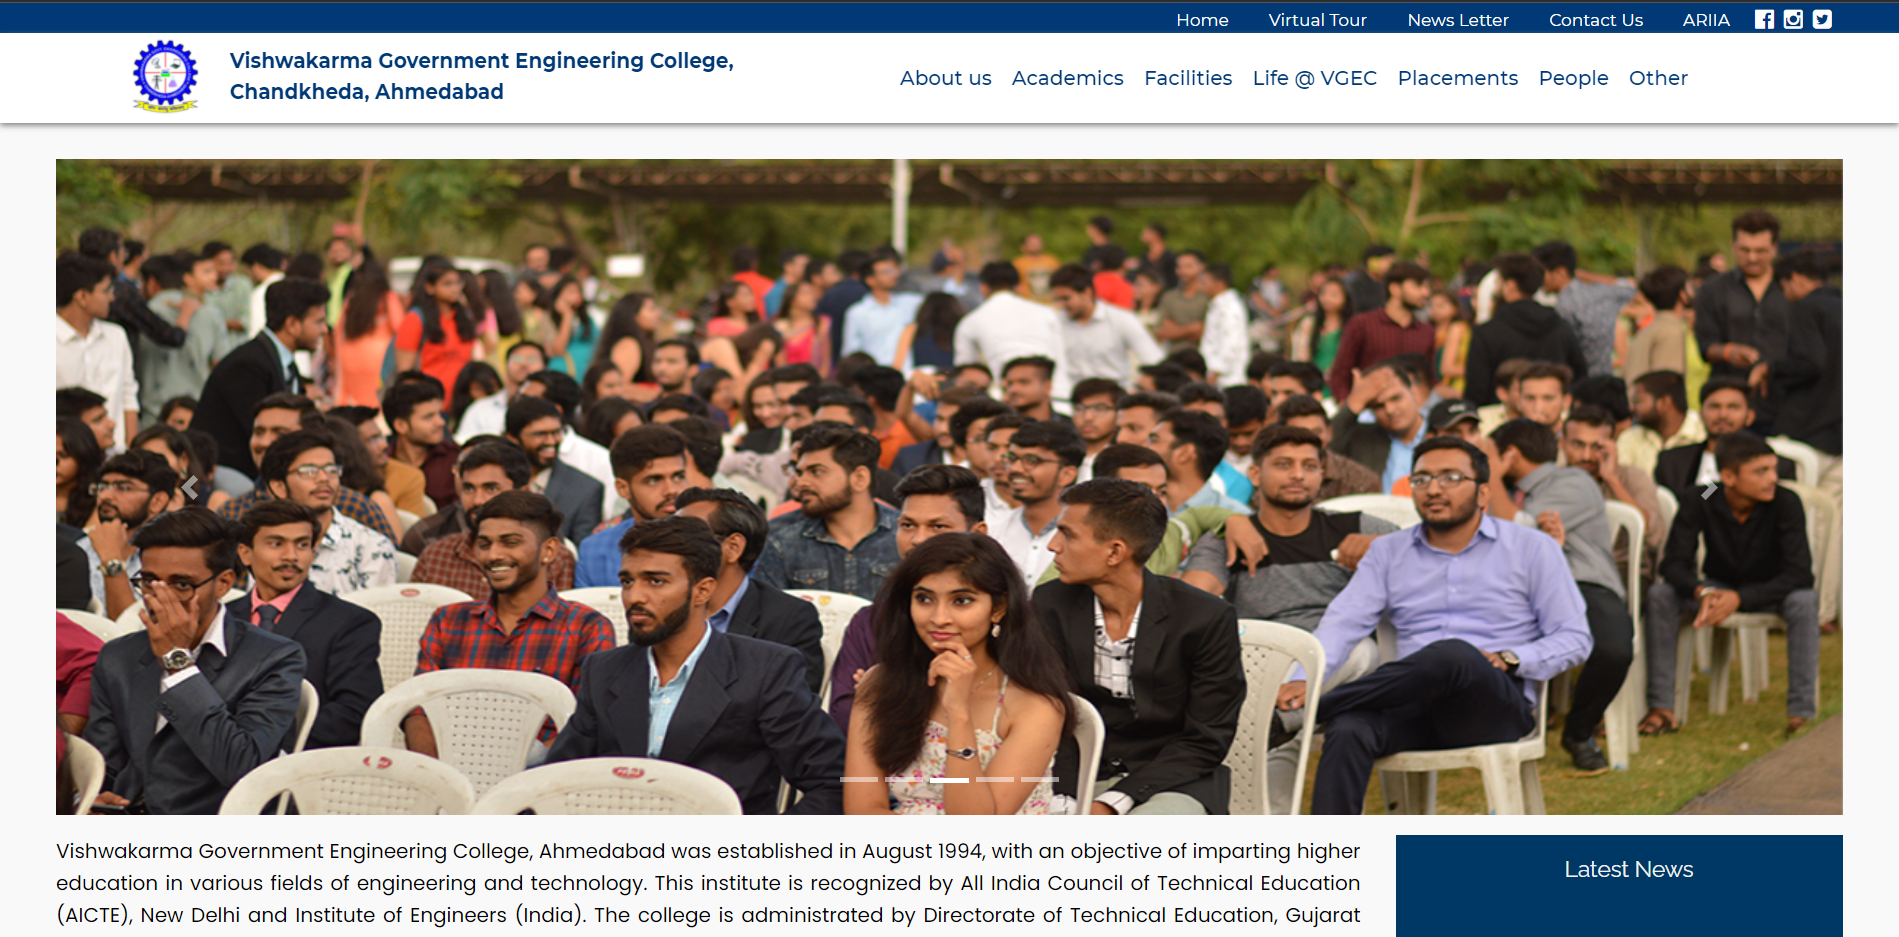 Home Virtual Tour News Letter Contact Us ARIIA
Vishwakarma Government Engineering College,
Chandkheda, Ahmedabad
About us Academics Facilities Life @ VGEC Placements People Other
Vishwakarma Government Engineering College, Ahmedabad was established in August 1994, with an objective of imparting higher
education in various fields of engineering and technology. This institute is recognized by All India Council of Technical Education
(AICTE), New Delhi and Institute of Engineers (India). The college is administrated by Directorate of Technical Education, Gujarat
Latest News